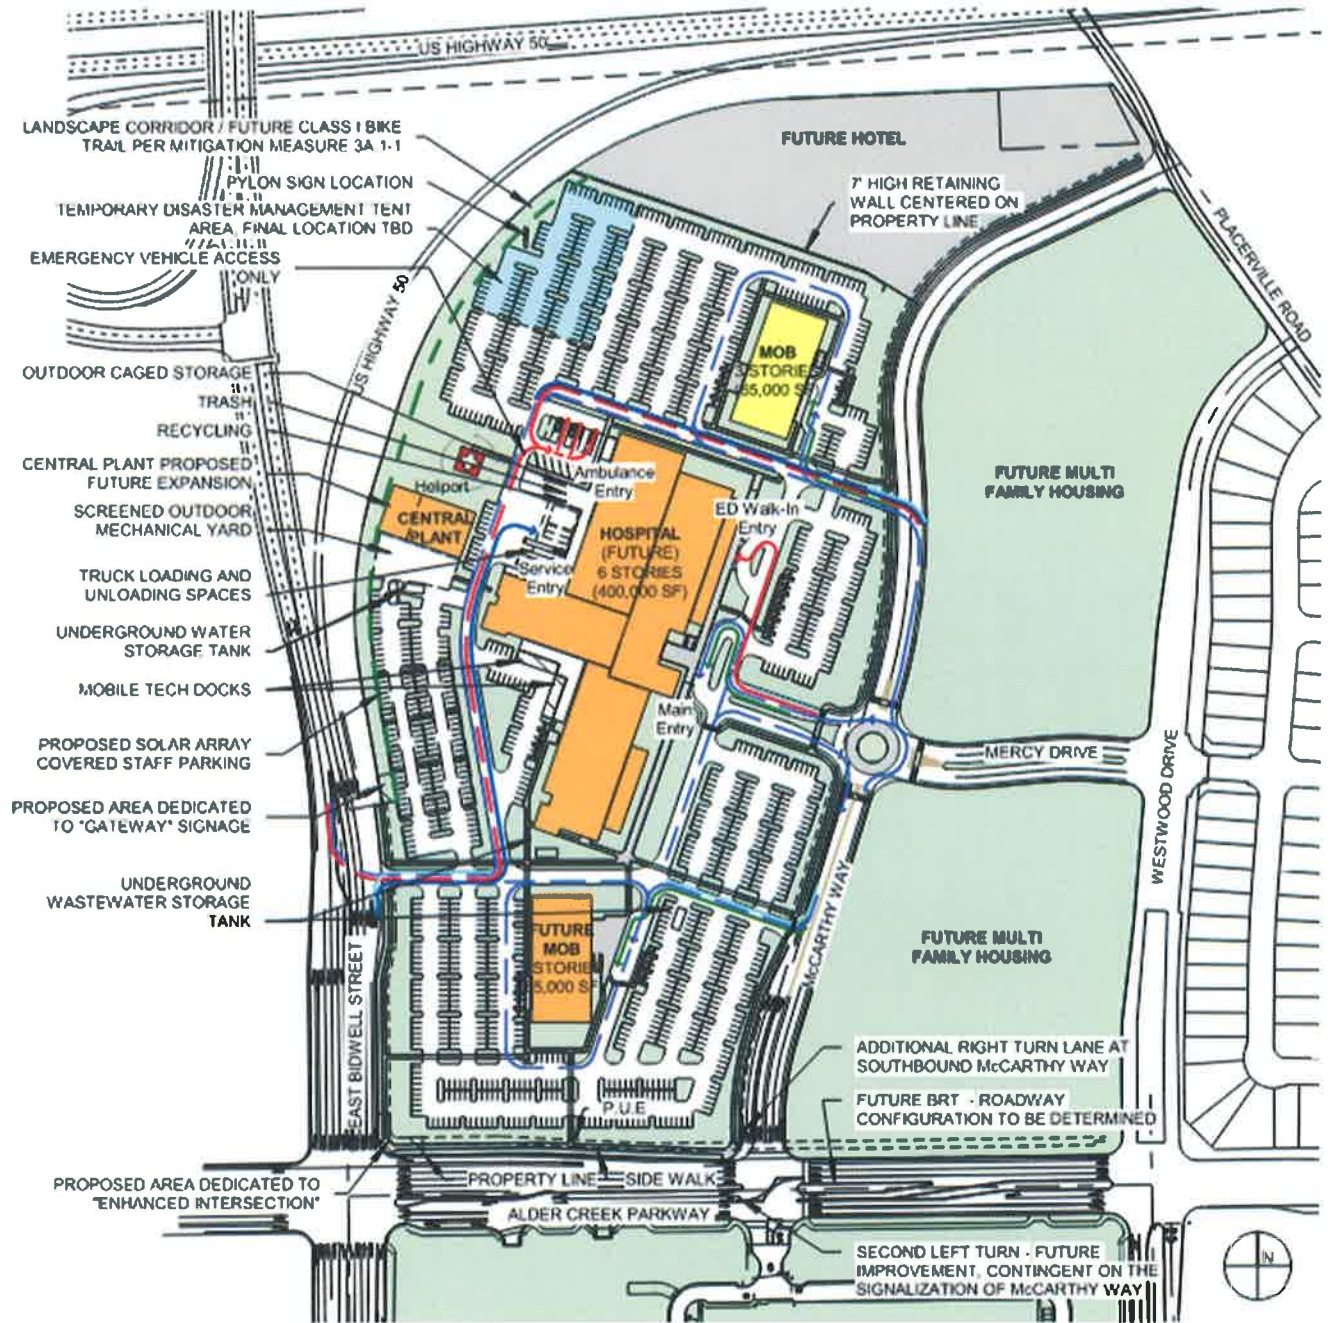 US HIGHWAY 50
LANDSCAPE CORRIDOR / FUTURE CLASS I BIKE
TRAIL PER MITIGATION MEASURE 3A 1-1
PYLON SIGN LOCATION
TEMPORARY DISASTER MANAGEMENT TENT
AREA, FINAL LOCATION TBD
EMERGENCY VEHICLE ACCESS
ONLY
FUTURE HOTEL
7' HIGH RETAINING
WALL CENTERED ON
PROPERTY LINE
PLACERVILLE ROAD
US HIGHWAY 50
OUTDOOR CAGED STORAGE
TRASH
RECYCLING
CENTRAL PLANT PROPOSED
FUTURE EXPANSION
SCREENED OUTDOOR
MECHANICAL YARD
TRUCK LOADING AND
UNLOADING SPACES
UNDERGROUND WATER
STORAGE TANK
MOBILE TECH DOCKS
PROPOSED SOLAR ARRAY
COVERED STAFF PARKING
PROPOSED AREA DEDICATED
TO "GATEWAY" SIGNAGE
UNDERGROUND
WASTEWATER STORAGE
TANK
MOB
STORIES
Heliport
CENTRAL
PLANT
Ambulance
Entry
ED Walk-In
Entry
HOSPITAL
(FUTURE)
6 STORIES
(400,000 SF)
Service
Entry
Main
Entry
FUTURE MULTI
FAMILY HOUSING
MERCY DRIVE
WESTWOOD DRIVE
McCARTHY WAY
FUTURE
MOB
FUTURE MULTI
FAMILY HOUSING
EAST BIDWELL STREET
P.U.E
ADDITIONAL RIGHT TURN LANE AT
SOUTHBOUND McCARTHY WAY
FUTURE BRT - ROADWAY
CONFIGURATION TO BE DETERMINED
PROPOSED AREA DEDICATED TO
"ENHANCED INTERSECTION"
PROPERTY LINE
SIDE WALK
ALDER CREEK PARKWAY
SECOND LEFT TURN - FUTURE
IMPROVEMENT, CONTINGENT ON THE
SIGNALIZATION OF McCARTHY WAY
N